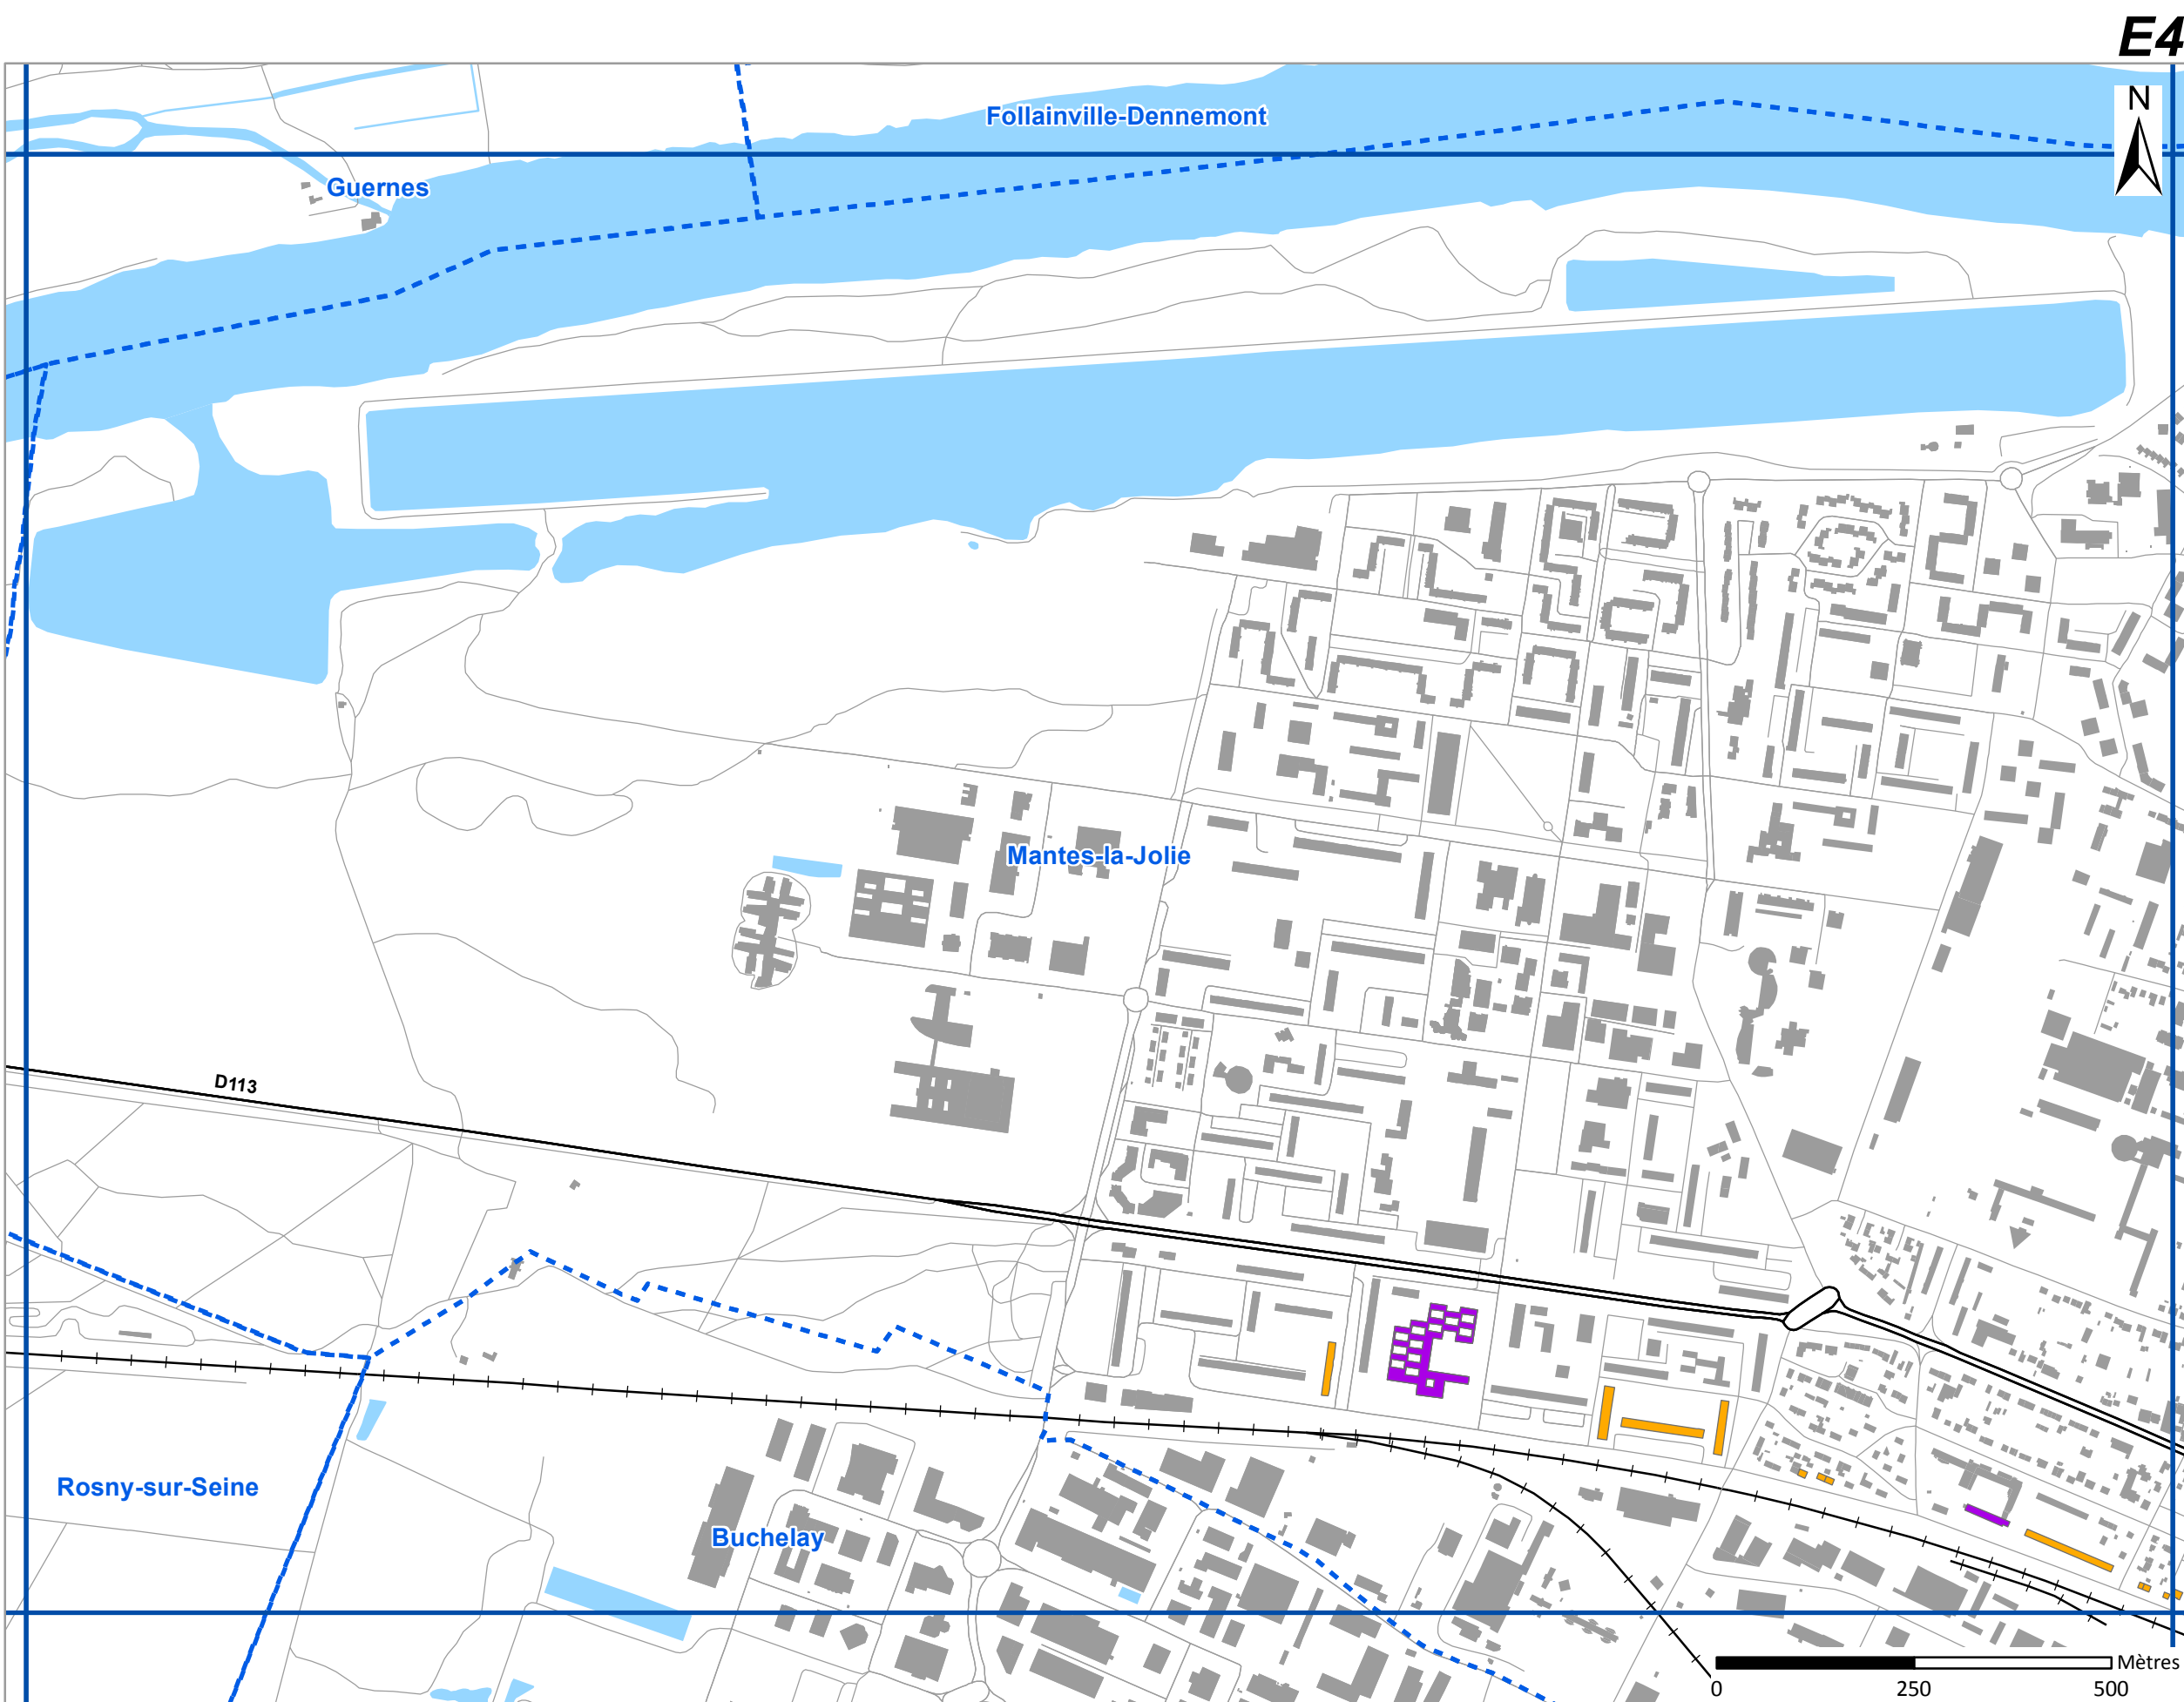 E4
N
Follainville-Dennemont
Guernes
Mantes-la-Jolie
D113
Rosny-sur-Seine
Buchelay
Mètres
0 250 500